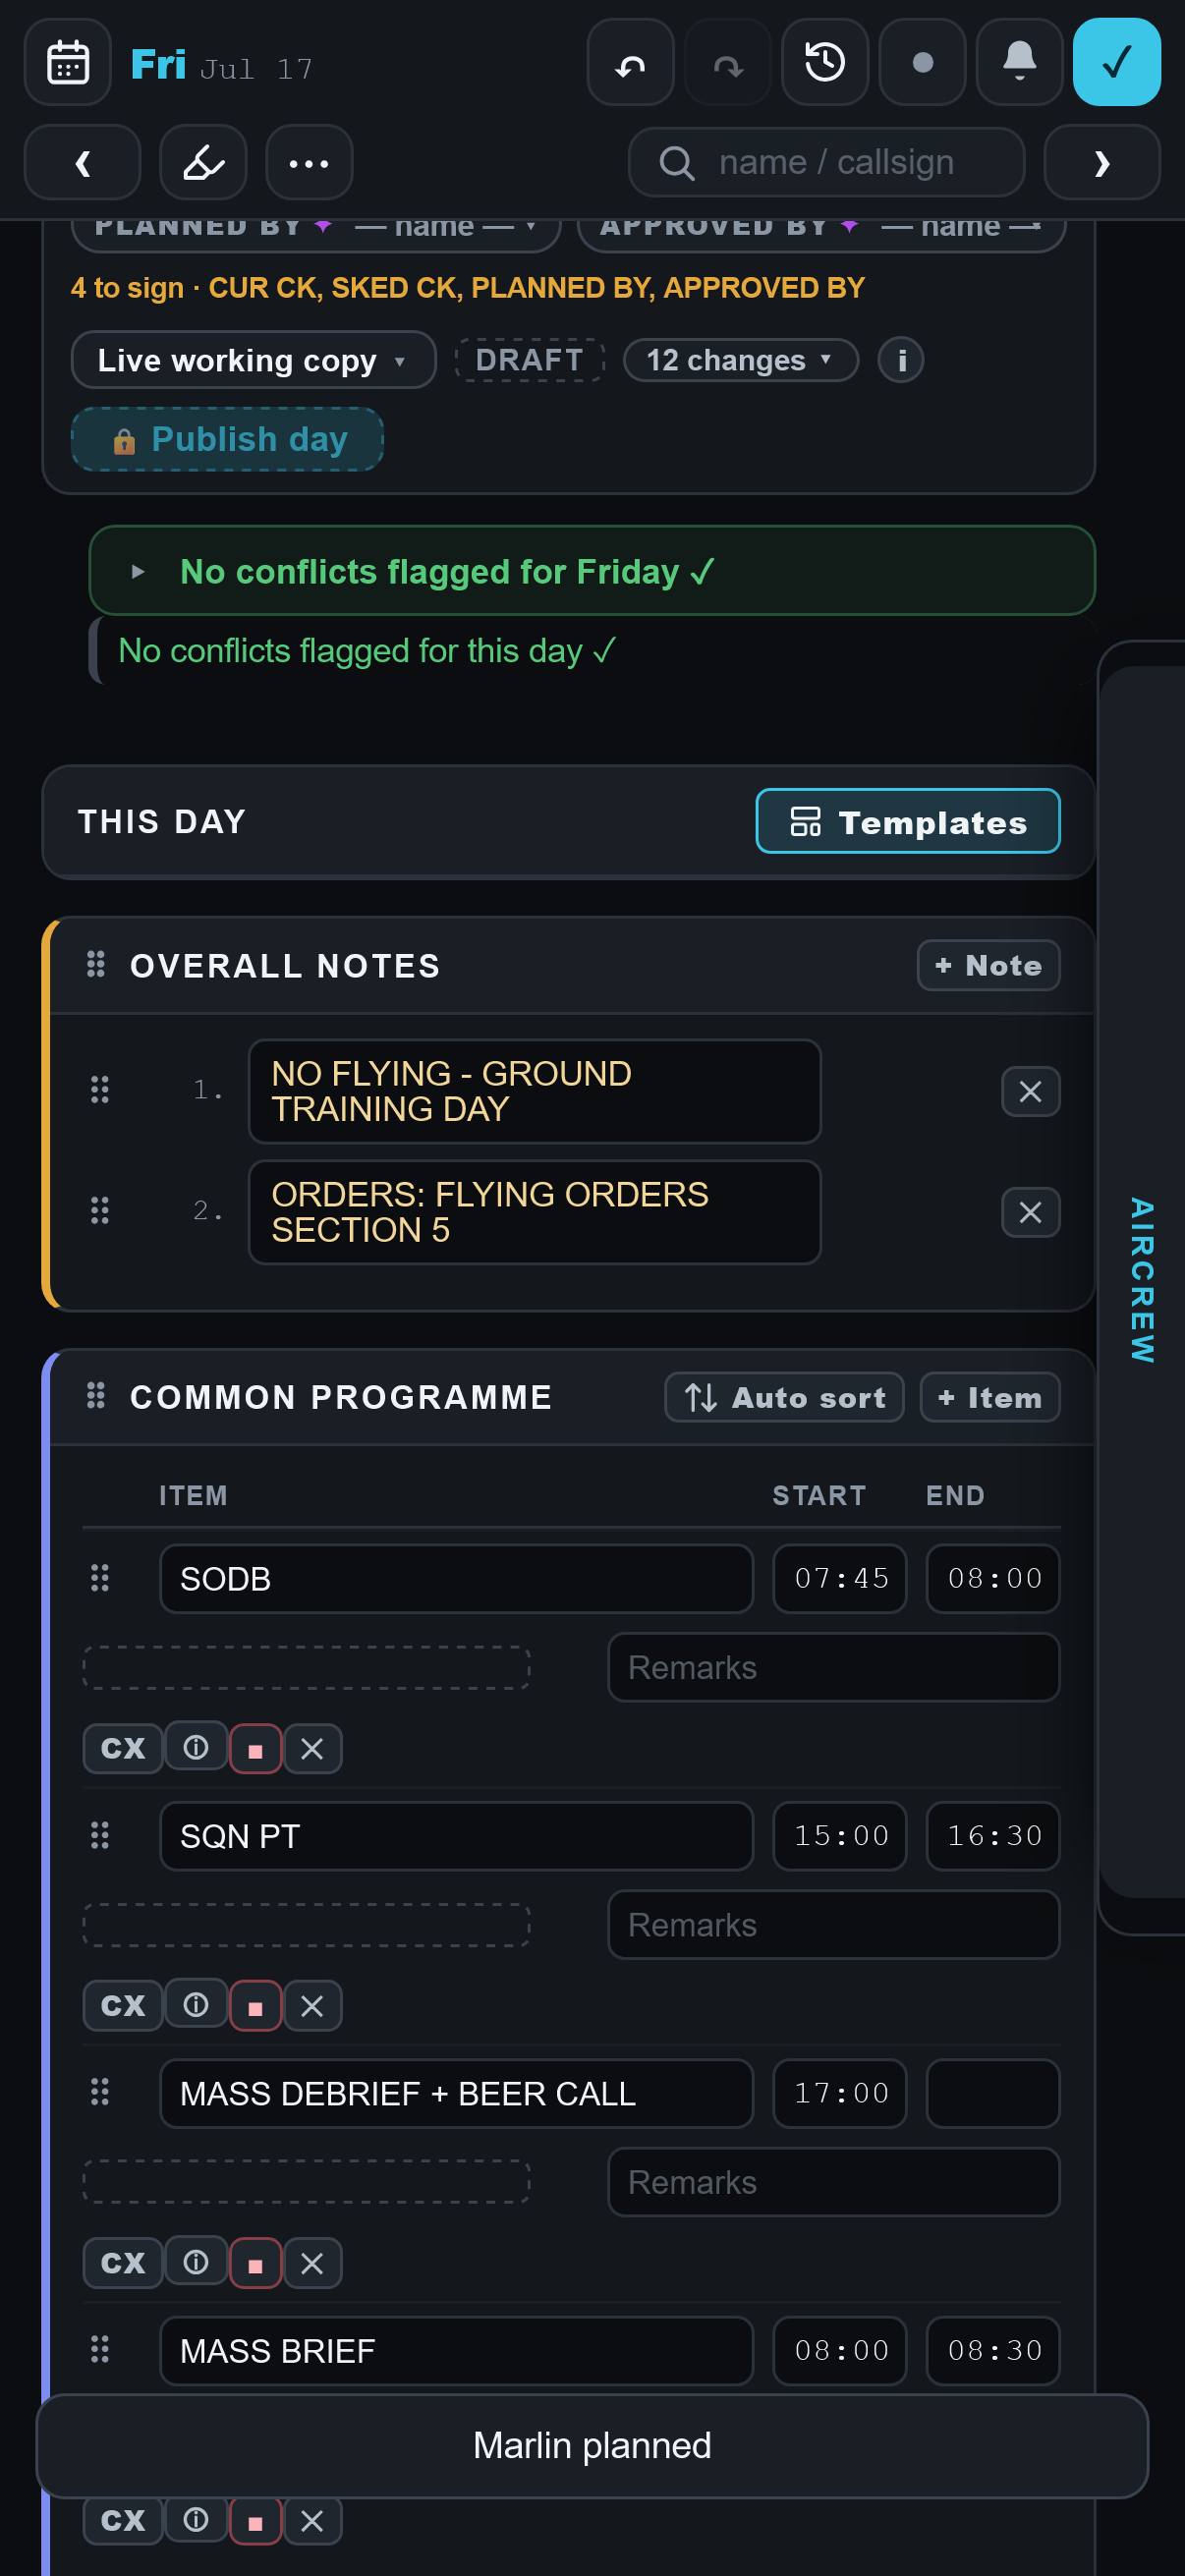 Fri Jul 17
name / callsign
PLANNED BY — name — APPROVED BY — name —
4 to sign · CUR CK, SKED CK, PLANNED BY, APPROVED BY
Live working copy DRAFT 12 changes i
Publish day
No conflicts flagged for Friday ✓
No conflicts flagged for this day ✓
THIS DAY Templates
OVERALL NOTES + Note
1. NO FLYING - GROUND
TRAINING DAY
2. ORDERS: FLYING ORDERS
SECTION 5
AIRCREW
COMMON PROGRAMME Auto sort + Item
ITEM START END
SODB 07:45 08:00
Remarks
CX
SQN PT 15:00 16:30
Remarks
CX
MASS DEBRIEF + BEER CALL 17:00
Remarks
CX
MASS BRIEF 08:00 08:30
Marlin planned
CX